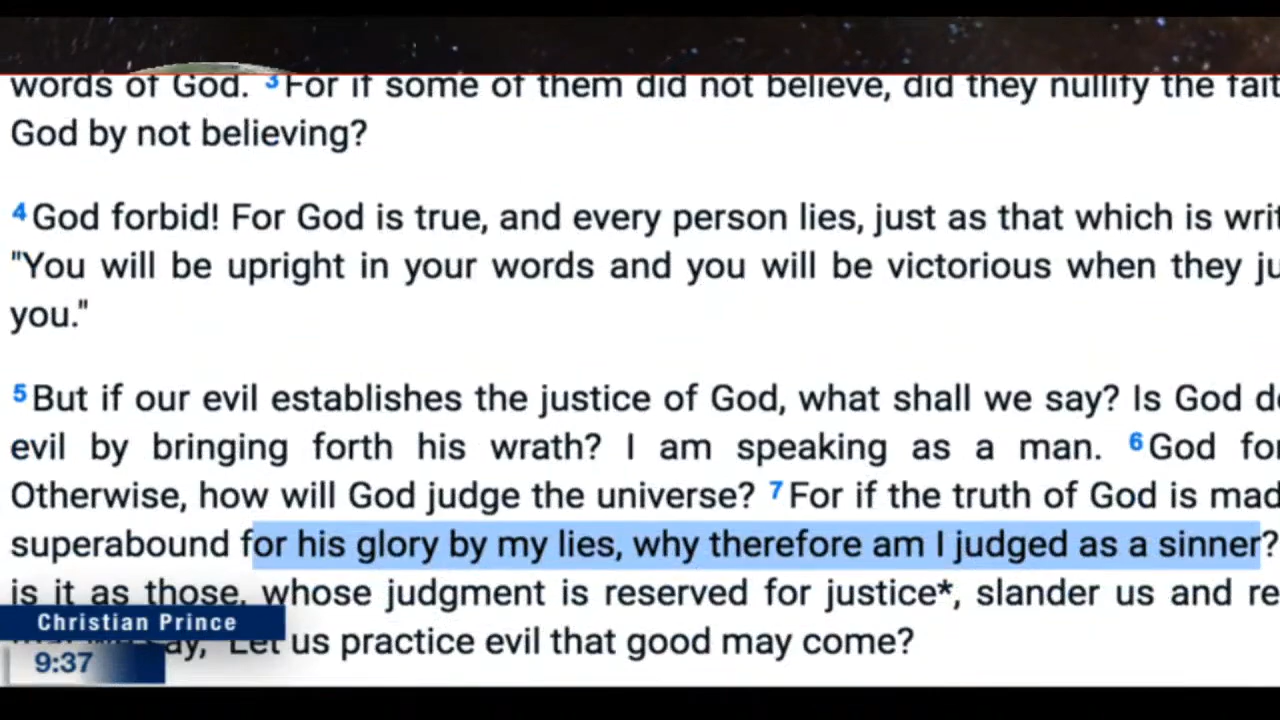 words of God. 3 For if some of them did not believe, did they nullify the fait
God by not believing?
4 God forbid! For God is true, and every person lies, just as that which is writ
"You will be upright in your words and you will be victorious when they ju
you."
5 But if our evil establishes the justice of God, what shall we say? Is God do
evil by bringing forth his wrath? I am speaking as a man. 6 God for
Otherwise, how will God judge the universe? 7 For if the truth of God is mad
superabound for his glory by my lies, why therefore am I judged as a sinner?
is it as those, whose judgment is reserved for justice*, slander us and re
Christian Prince
ay, "Let us practice evil that good may come?
9:37